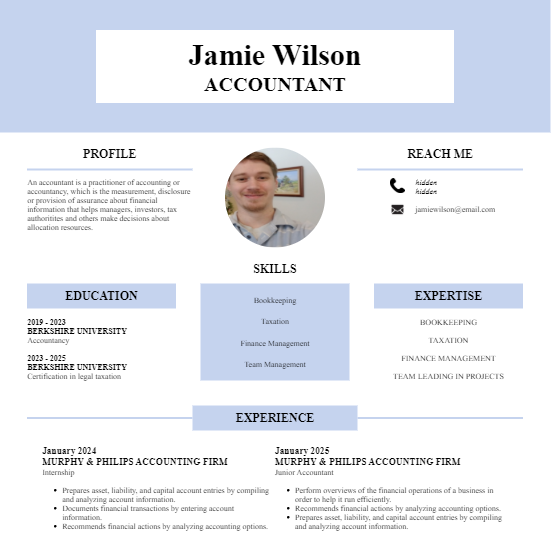 Jamie Wilson
ACCOUNTANT
PROFILE
An accountant is a practitioner of accounting or
accountancy, which is the measurement, disclosure
or provision of assurance about financial
information that helps managers, investors, tax
authoritites and others make decisions about
allocation resources.
REACH ME
hidden
hidden
jamiewilson@email.com
SKILLS
Bookkeeping
Taxation
Finance Management
Team Management
EDUCATION
2019 - 2023
BERKSHIRE UNIVERSITY
Accountancy
2023 - 2025
BERKSHIRE UNIVERSITY
Certification in legal taxation
EXPERTISE
BOOKKEEPING
TAXATION
FINANCE MANAGEMENT
TEAM LEADING IN PROJECTS
EXPERIENCE
January 2024
MURPHY & PHILIPS ACCOUNTING FIRM
Internship
• Prepares asset, liability, and capital account entries by compiling
and analyzing account information.
• Documents financial transactions by entering account
information.
• Recommends financial actions by analyzing accounting options.
January 2025
MURPHY & PHILIPS ACCOUNTING FIRM
Junior Accountant
• Perform overviews of the financial operations of a business in
order to help it run efficiently.
• Recommends financial actions by analyzing accounting options.
• Prepares asset, liability, and capital account entries by compiling
and analyzing account information.